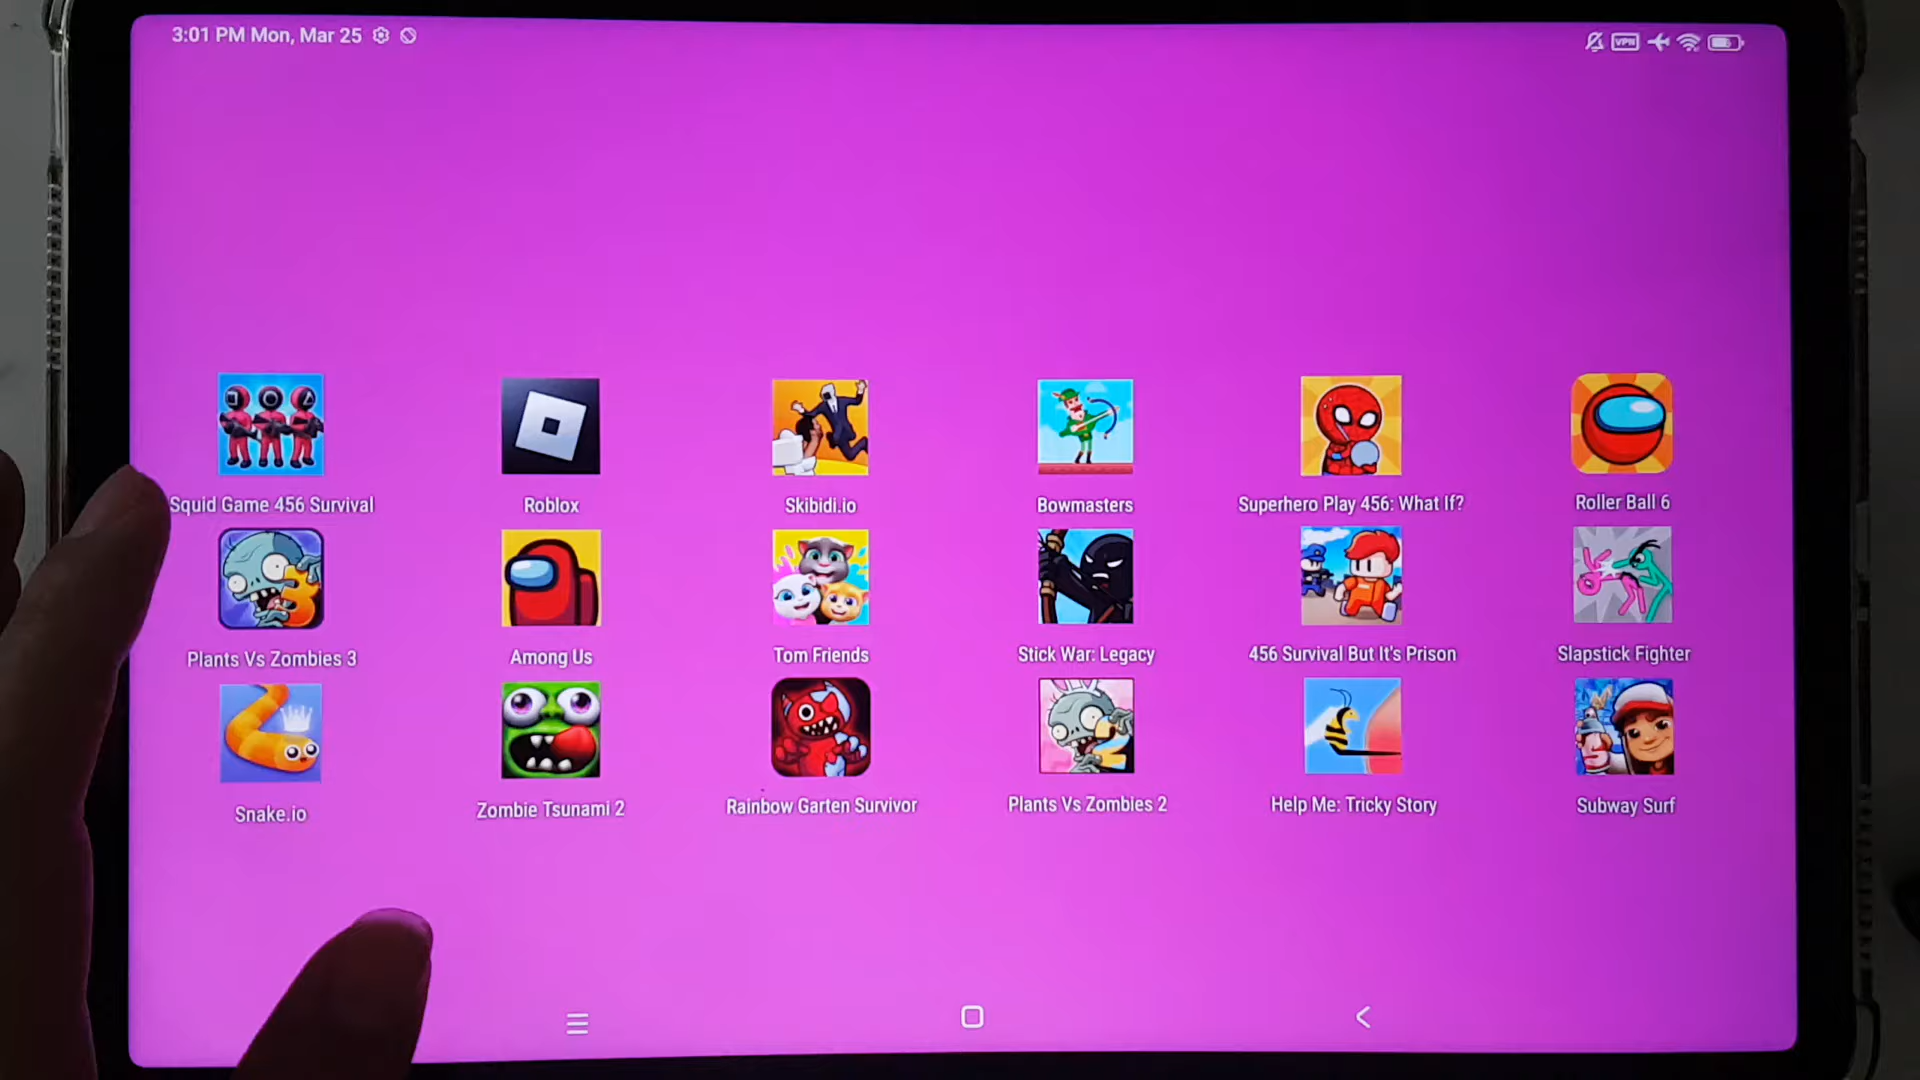 3:01 PM Mon, Mar 25
VPN
Squid Game 456 Survival
Roblox
Skibidi.io
Bowmasters
Superhero Play 456: What If?
Roller Ball 6
Plants Vs Zombies 3
Among Us
Tom Friends
Stick War: Legacy
456 Survival But It's Prison
Slapstick Fighter
Snake.io
Zombie Tsunami 2
Rainbow Garten Survivor
Plants Vs Zombies 2
Help Me: Tricky Story
Subway Surf